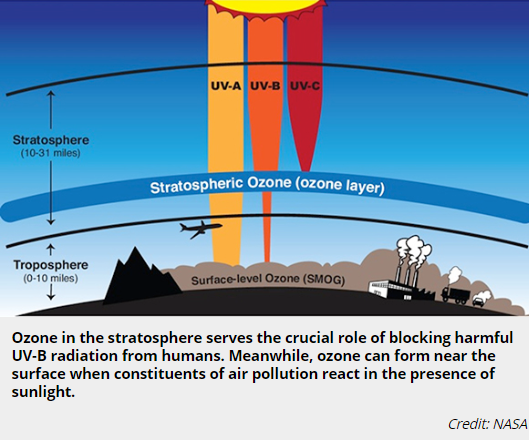 UV-A UV-B UV-C
Stratosphere
(10-31 miles)
Stratospheric Ozone (ozone layer)
Troposphere
(0-10 miles)
Surface-level Ozone (SMOG)
Ozone in the stratosphere serves the crucial role of blocking harmful
UV-B radiation from humans. Meanwhile, ozone can form near the
surface when constituents of air pollution react in the presence of
sunlight.
Credit: NASA